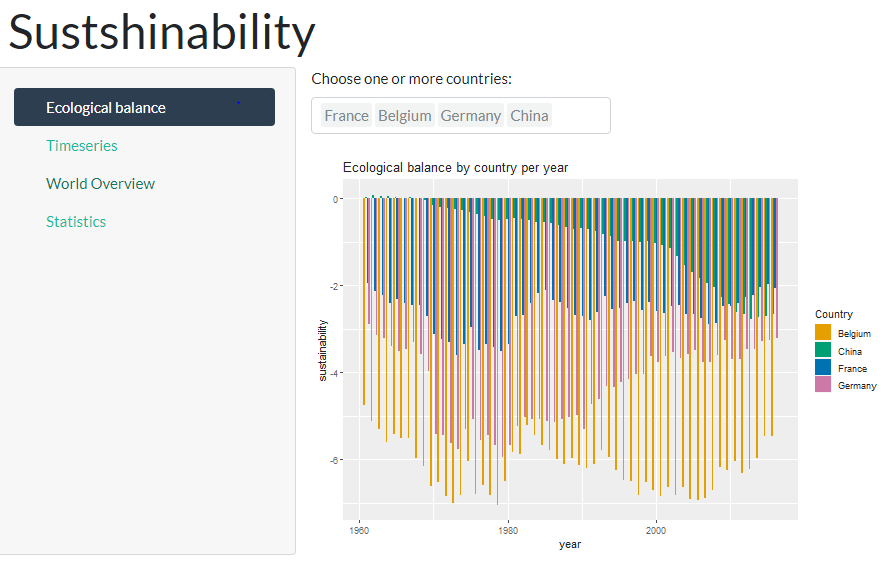 Sustshinability
Ecological balance
Timeseries
World Overview
Statistics
Choose one or more countries:
France Belgium Germany China
Ecological balance by country per year
0
-2
-4
-6
sustainability
1960 1980 2000
year
Country
Belgium
China
France
Germany